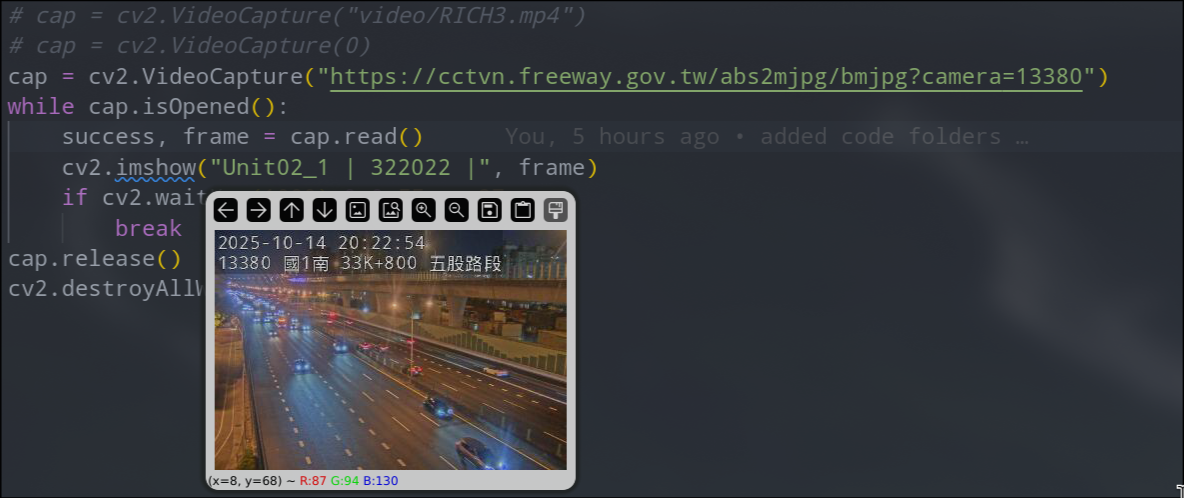 # cap = cv2.VideoCapture("video/RICH3.mp4")
# cap = cv2.VideoCapture(0)
cap = cv2.VideoCapture("https://cctvn.freeway.gov.tw/abs2mjpg/bmjpg?camera=13380")
while cap.isOpened():
success, frame = cap.read() You, 5 hours ago • added code folders …
cv2.imshow("Unit02_1 | 322022 |", frame)
if cv2.wait
break
cap.release()
cv2.destroyAllW
2025-10-14 20:22:54
13380 國1南 33K+800 五股路段
(x=8, y=68) ~ R:87 G:94 B:130